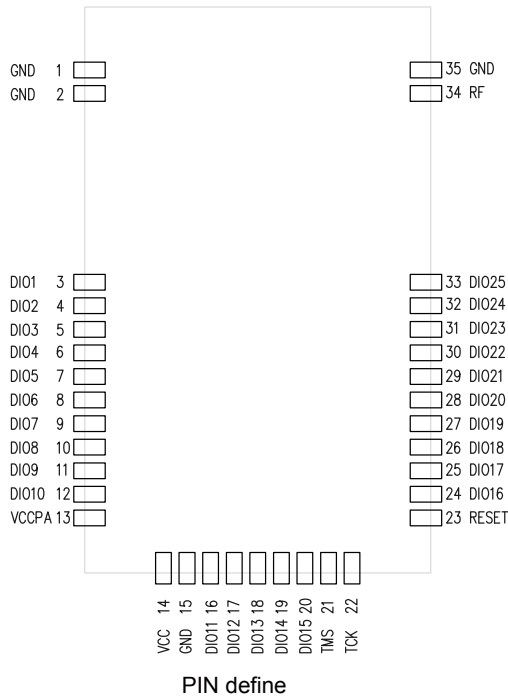 GND 1
GND 2
35 GND
34 RF
DIO1 3
DIO2 4
DIO3 5
DIO4 6
DIO5 7
DIO6 8
DIO7 9
DIO8 10
DIO9 11
DIO10 12
VCCPA 13
33 DIO25
32 DIO24
31 DIO23
30 DIO22
29 DIO21
28 DIO20
27 DIO19
26 DIO18
25 DIO17
24 DIO16
23 RESET
VCC 14
GND 15
DIO11 16
DIO12 17
DIO13 18
DIO14 19
DIO15 20
TMS 21
TCK 22
PIN define